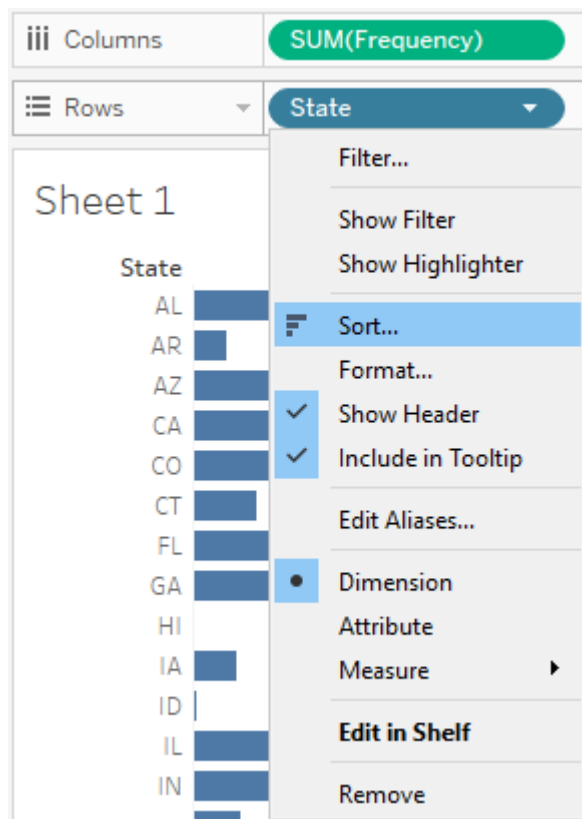 Columns
SUM(Frequency)
Rows
State
Sheet 1
State
AL
AR
AZ
CA
CO
CT
FL
GA
HI
IA
ID
IL
IN
Filter...
Show Filter
Show Highlighter
Sort...
Format...
Show Header
Include in Tooltip
Edit Aliases...
Dimension
Attribute
Measure
Edit in Shelf
Remove